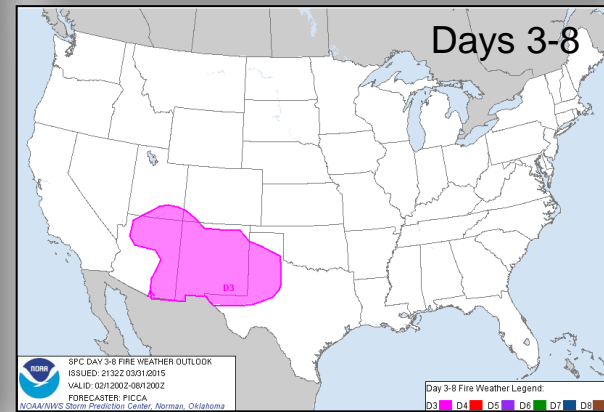 Days 3-8
D3
NOAA
SPC DAY 3-8 FIRE WEATHER OUTLOOK
ISSUED: 2132Z 03/31/2015
VALID: 02/1200Z-08/1200Z
FORECASTER: PICCA
NOAA/NWS Storm Prediction Center, Norman, Oklahoma
Day 3-8 Fire Weather Legend:
D3 D4 D5 D6 D7 D8